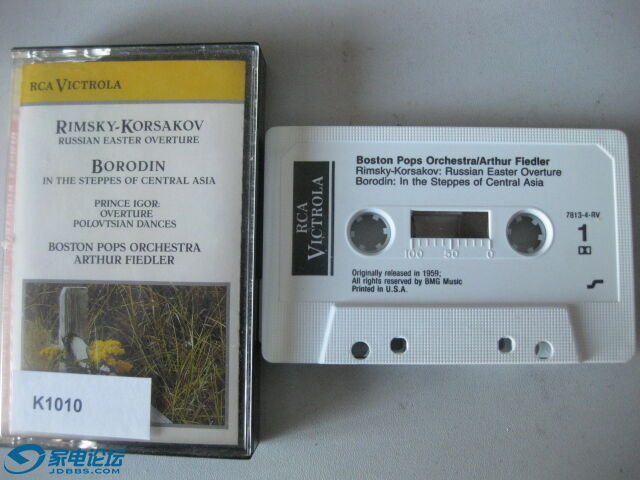 RCA VICTROLA
RIMSKY-KORSAKOV
RUSSIAN EASTER OVERTURE
BORODIN
IN THE STEPPES OF CENTRAL ASIA
PRINCE IGOR:
OVERTURE
POLOVTSIAN DANCES
BOSTON POPS ORCHESTRA
ARTHUR FIEDLER
K1010
RCA
VICTROLA
Boston Pops Orchestra/Arthur Fiedler
Rimsky-Korsakov: Russian Easter Overture
Borodin: In the Steppes of Central Asia
7813-4-RV
1
100 50 0
Originally released in 1959;
All rights reserved by BMG Music
Printed in U.S.A.
家电论坛
JDBBS.COM